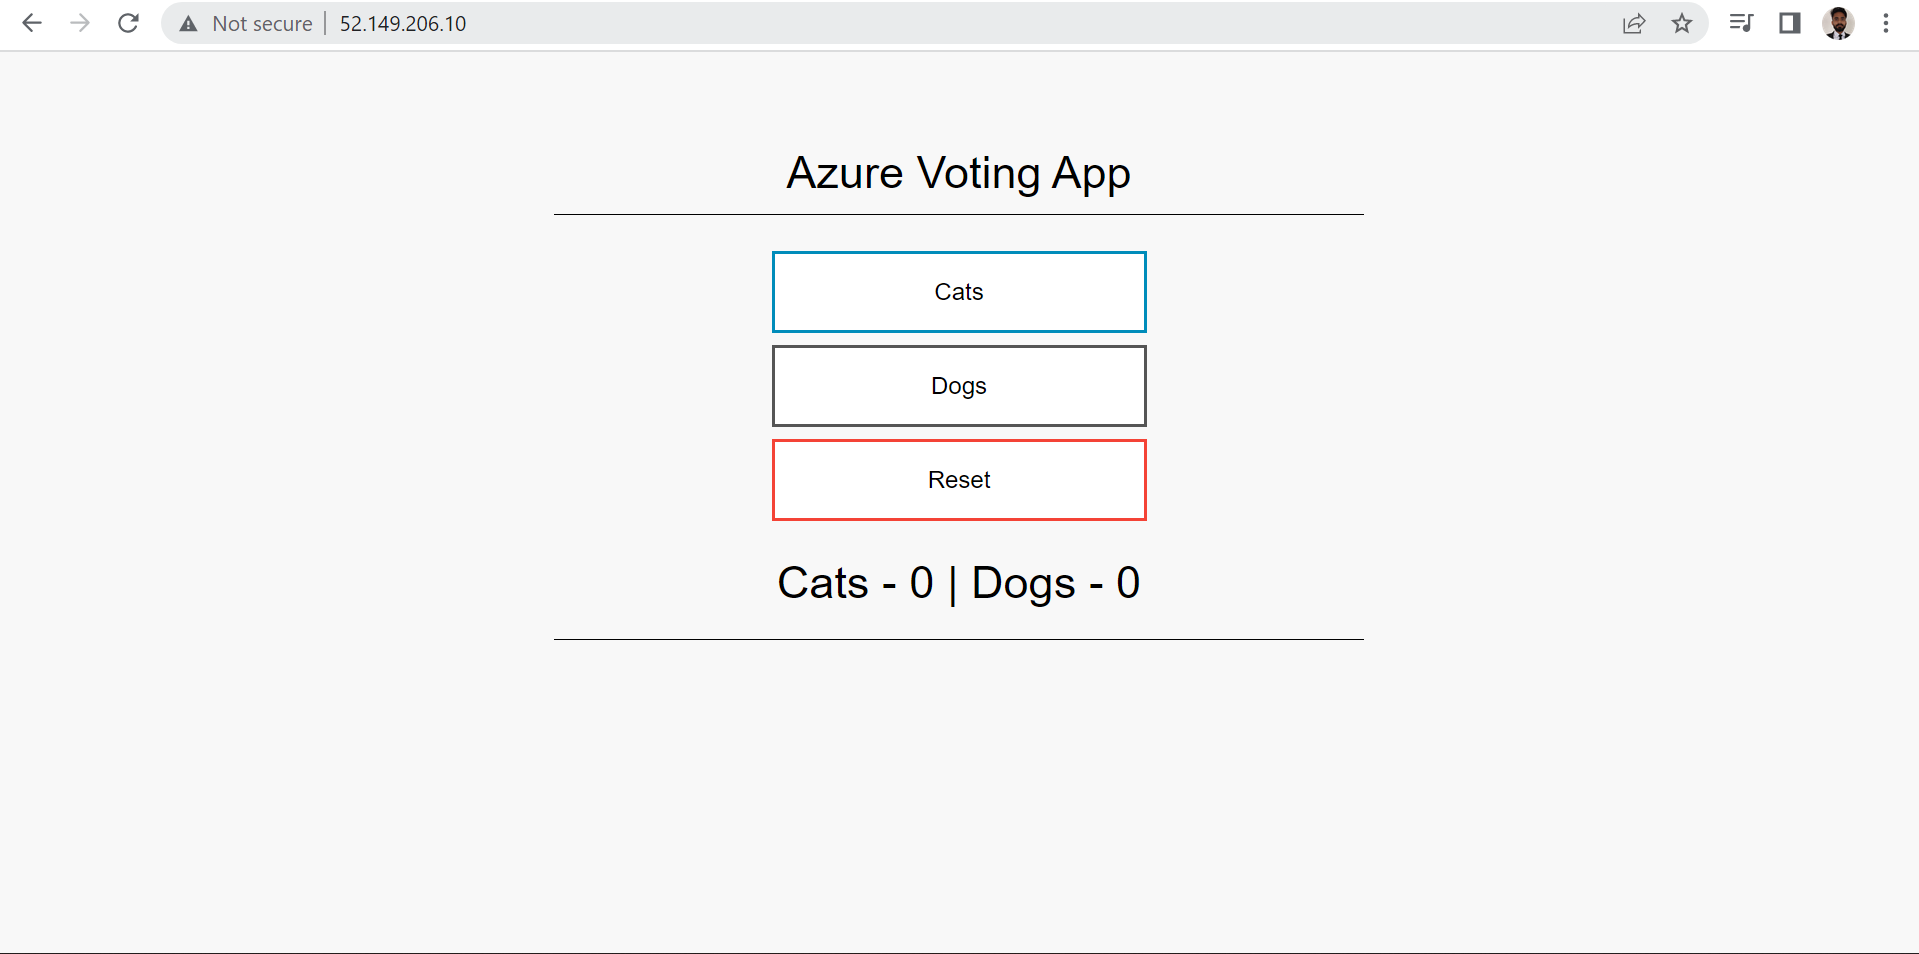 Not secure | 52.149.206.10
Azure Voting App
Cats
Dogs
Reset
Cats - 0 | Dogs - 0